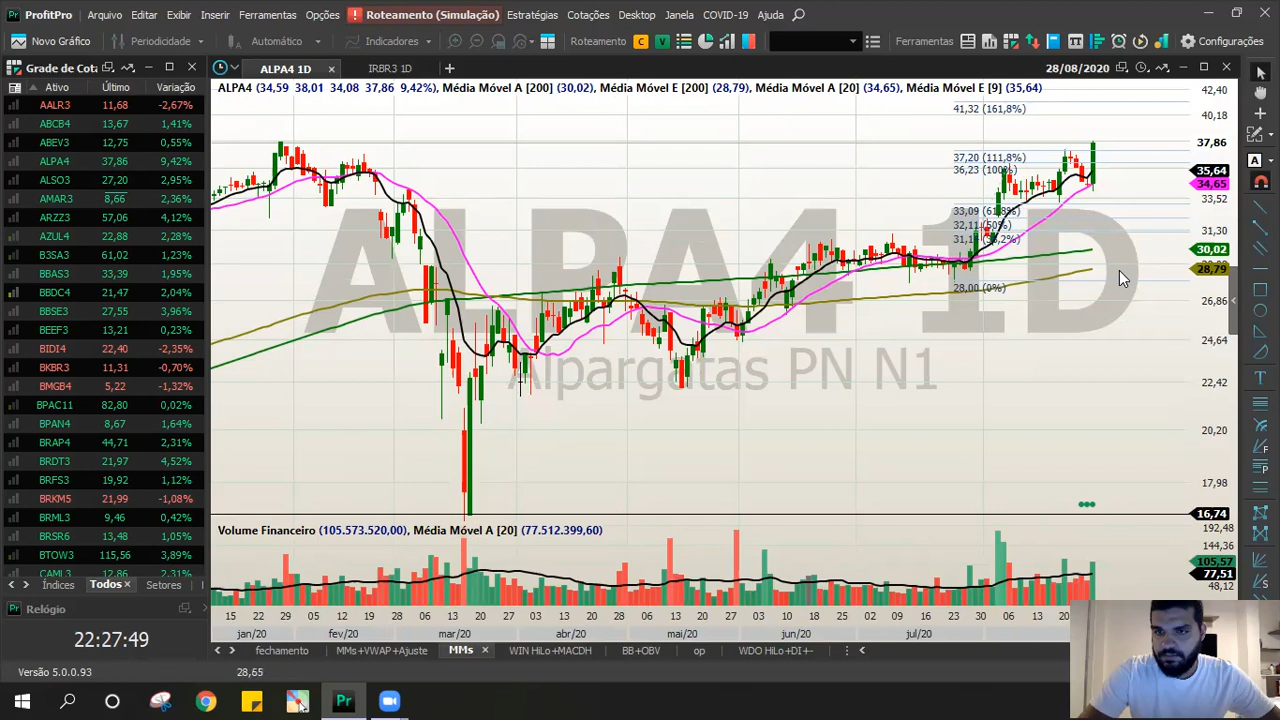 ProfitPro Arquivo Editar Exibir Inserir Ferramentas Opções ! Roteamento (Simulação) Estratégias Cotações Desktop Janela COVID-19 Ajuda
Novo Gráfico Periodicidade Automático Indicadores Roteamento C V Ferramentas Configurações
Grade de Cota ALPA4 1D × IRBR3 1D + 28/08/2020
Ativo Último Variação
AALR3 11,68 -2,67%
ABCB4 13,67 1,41%
ABEV3 12,75 0,55%
ALPA4 37,86 9,42%
ALSO3 27,20 2,95%
AMAR3 8,66 2,36%
ARZZ3 57,06 4,12%
AZUL4 22,88 2,28%
B3SA3 61,02 1,23%
BBAS3 33,39 1,95%
BBDC4 21,47 2,04%
BBSE3 27,55 3,96%
BEEF3 13,21 0,23%
BIDI4 22,40 -2,35%
BKBR3 11,31 -0,70%
BMGB4 5,22 -1,32%
BPAC11 82,80 0,02%
BPAN4 8,67 1,64%
BRAP4 44,71 2,31%
BRDT3 21,97 4,52%
BRFS3 19,92 1,12%
BRKM5 21,99 -1,08%
BRML3 9,46 0,42%
BRSR6 13,48 1,05%
BTOW3 115,56 3,89%
CAML3 12,86 2,31%
Índices Todos × Setores
Relógio
22:27:49
Versão 5.0.0.93 28,65
ALPA4 (34,59 38,01 34,08 37,86 9,42%), Média Móvel A [200] (30,02), Média Móvel E [200] (28,79), Média Móvel A [20] (34,65), Média Móvel E [9] (35,64)
ALPA4 1D
Alpargatas PN N1
41,32 (161,8%)
37,20 (111,8%)
36,23 (100%)
33,09 (61,8%)
32,11 (50%)
28,00 (0%)
42,40
40,18
37,86
35,64
34,65
33,52
31,30
30,02
28,79
26,86
24,64
22,42
20,20
17,98
16,74
Volume Financeiro (105.573.520,00), Média Móvel A [20] (77.512.399,60)
192,48
144,36
105,57
77,51
48,12
15 22 29 05 13 20 28 06 13 20 27 03 13 20 28 06 13 20 27 03 10 18 24 02 08 16 23 30 06 13
jan/20 fev/20 mar/20 abr/20 mai/20 jun/20 jul/20
fechamento MMs+VWAP+Ajuste MMs × WIN HiLo+MACDH BB+OBV op WDO HiLo+DI+-
Pr